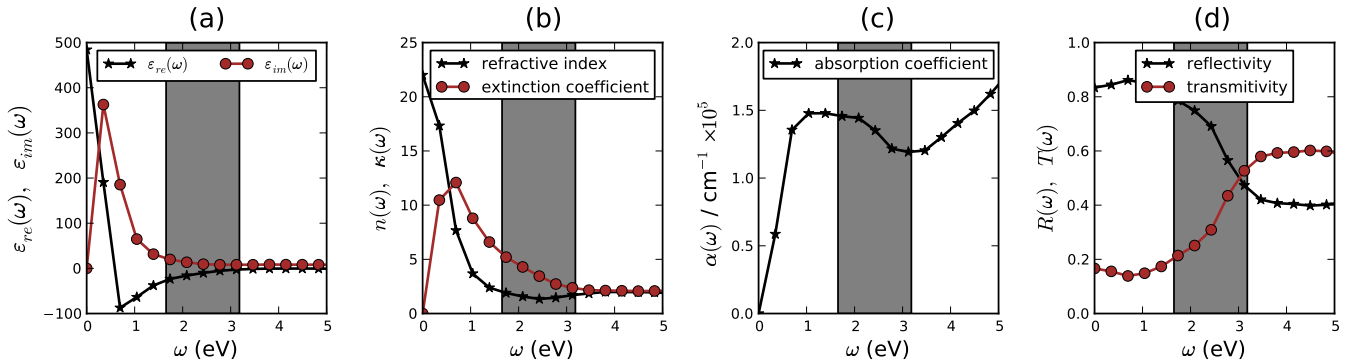 (a)
500
400
300
200
100
0
−100
ε_re(ω), ε_im(ω)
ε_re(ω) ε_im(ω)
0 1 2 3 4 5
ω (eV)
(b)
25
20
15
10
5
0
n(ω), κ(ω)
refractive index
extinction coefficient
0 1 2 3 4 5
ω (eV)
(c)
2.0
1.5
1.0
0.5
0.0
α(ω) / cm⁻¹ ×10⁵
absorption coefficient
0 1 2 3 4 5
ω (eV)
(d)
1.0
0.8
0.6
0.4
0.2
0.0
R(ω), T(ω)
reflectivity
transmitivity
0 1 2 3 4 5
ω (eV)